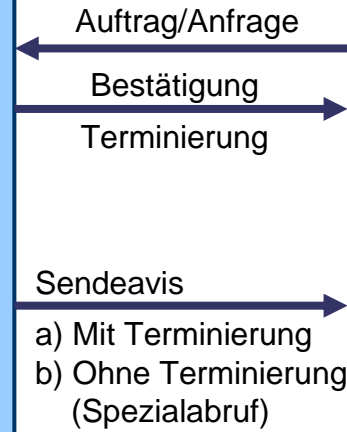 Auftrag/Anfrage
Bestätigung
Terminierung
Sendeavis
a) Mit Terminierung
b) Ohne Terminierung
(Spezialabruf)